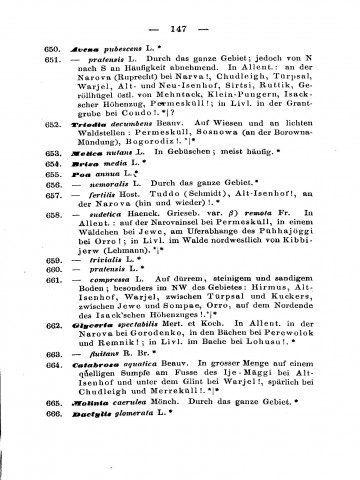 — 147 —
650. Avena pubescens L. *
651. — pratensis L. Durch das ganze Gebiet; jedoch von N
nach S an Häufigkeit abnehmend. In Allent.: an der
Narova (Ruprecht) bei Narva!, Chudleigh, Türpsal,
Warjel, Alt- und Neu-Isenhof, Sirtsi, Ruttik, Ge-
röllhügel östl. von Mehntack, Klein-Pungern, Isack-
scher Höhenzug, Permesküll!; in Livl. in der Grant-
grube bei Condo!. *|?
652. Triodia decumbens Beauv. Auf Wiesen und an lichten
Waldstellen: Permesküll, Sosnowa (an der Borowna-
Mündung), Bogorodiz!. *|*
653. Melica nutans L. In Gebüschen; meist häufig. *
654. Briza media L. *
655. Poa annua L. *
656. — nemoralis L. Durch das ganze Gebiet. *
657. — fertilis Host. Tuddo (Schmidt), Alt-Isenhof!, an
der Narova (hin und wieder)!. *
658. — sudetica Haenck. Griseb. var. β) remota Fr. In
Allent.: auf der Narovainsel bei Permesküll, in einem
Wäldchen bei Jewe, am Uferabhange des Pühhajöggi
bei Orro!; in Livl. im Walde nordwestlich von Kibbi-
jerw (Lehmann). *|*
659. — trivialis L. *
660. — pratensis L. *
661. — compressa L. Auf dürrem, steinigem und sandigem
Boden; besonders im NW des Gebietes: Hirmus, Alt-
Isenhof, Warjel, zwischen Türpsal und Kuckers,
zwischen Jewe und Sompae, Orro, auf dem Nordende
des Isack'schen Höhenzuges!. *|*
662. Glyceria spectabilis Mert. et Koch. In Allent. in der
Narova bei Gorodenko, in den Bächen bei Perewolok
und Remnik!; in Livl. im Bache bei Lohusu!. *
663. — fluitans R. Br. *
664. Catabrosa aquatica Beauv. In grosser Menge auf einem
quelligen Sumpfe am Fusse des Ije-Mäggi bei Alt-
Isenhof und unter dem Glint bei Warjel!, spärlich bei
Chudleigh und Merreküll!. *|*
665. Molinia caerulea Mönch. Durch das ganze Gebiet. *
666. Dactylis glomerata L. *